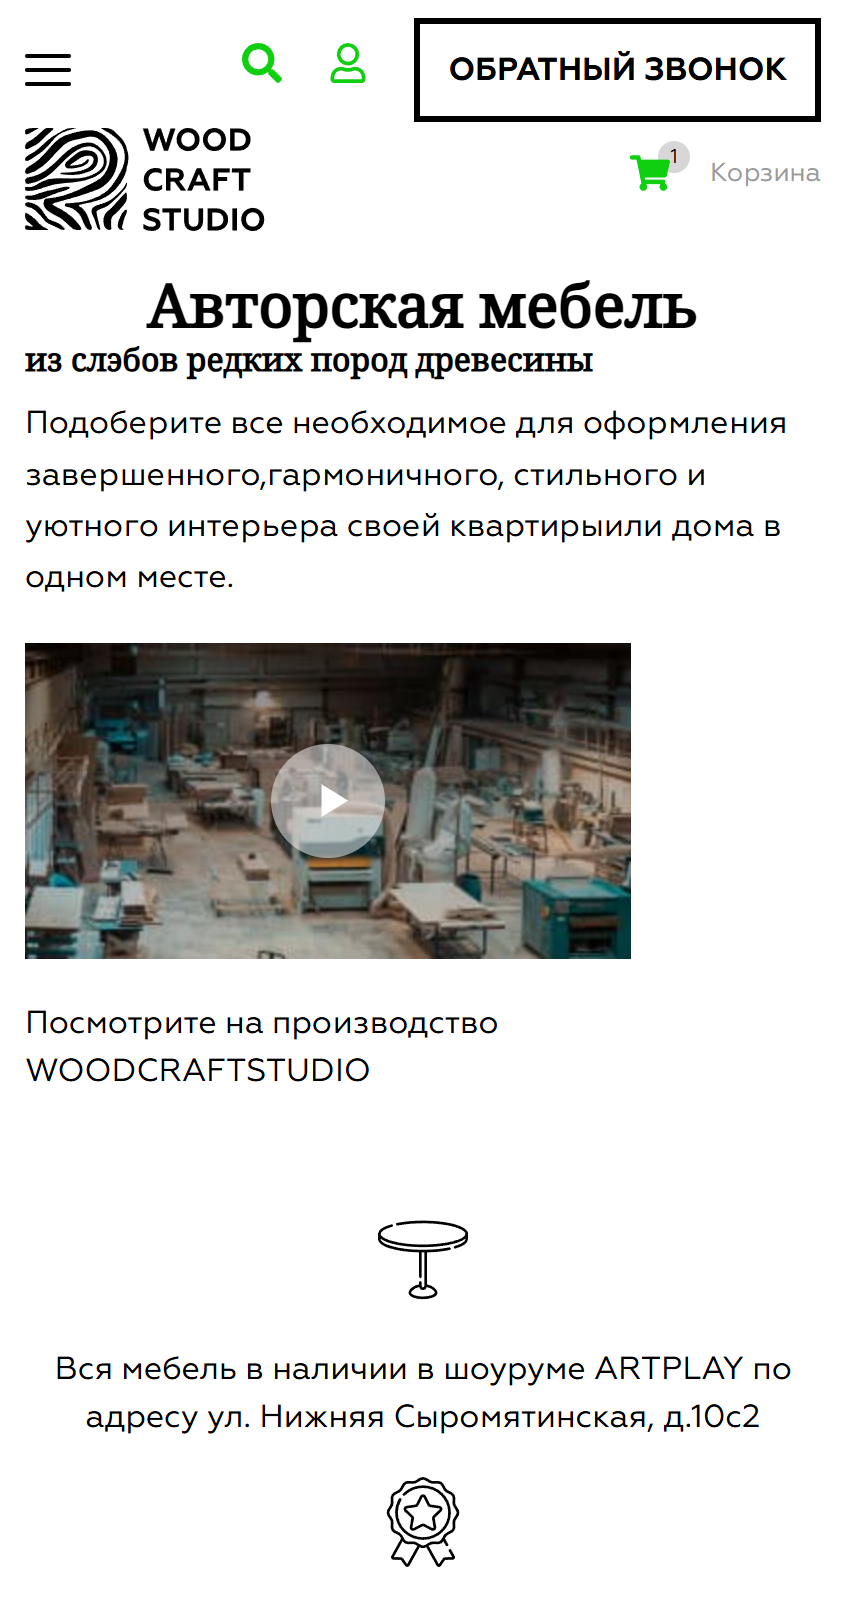 ОБРАТНЫЙ ЗВОНОК
WOOD
CRAFT
STUDIO
1
Корзина
Авторская мебель
из слэбов редких пород древесины
Подоберите все необходимое для оформления
завершенного,гармоничного, стильного и
уютного интерьера своей квартирыили дома в
одном месте.
Посмотрите на производство
WOODCRAFTSTUDIO
Вся мебель в наличии в шоуруме ARTPLAY по
адресу ул. Нижняя Сыромятинская, д.10с2